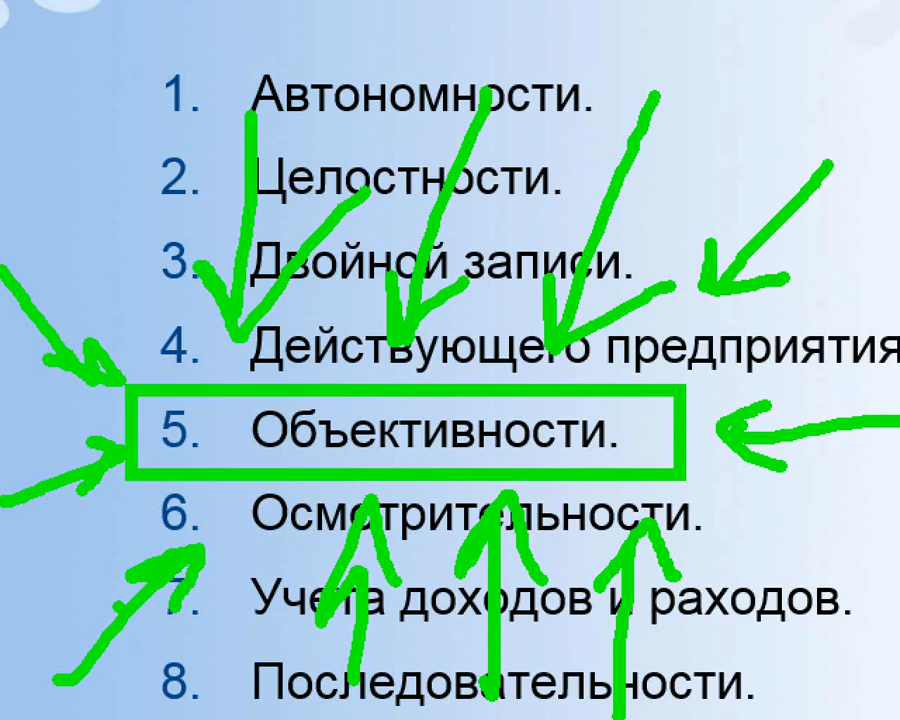 1. Автономности.
2. Целостности.
3. Двойной записи.
4. Действующего предприятия
5. Объективности.
6. Осмотрительности.
7. Учета доходов и раходов.
8. Последовательности.